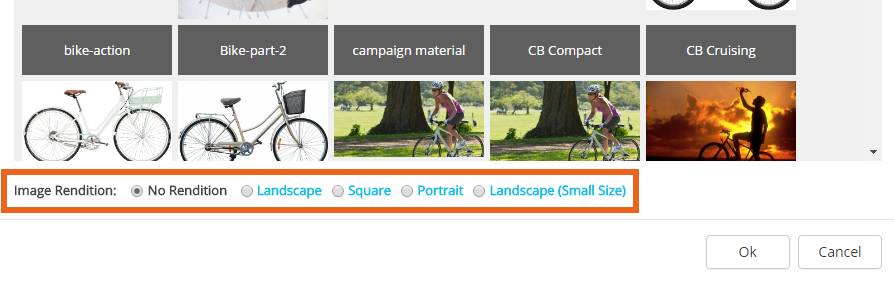 bike-action Bike-part-2 campaign material CB Compact CB Cruising
Image Rendition: No Rendition Landscape Square Portrait Landscape (Small Size)
Ok Cancel